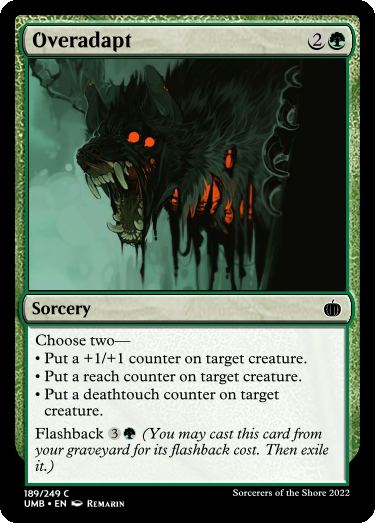 Overadapt 2
Sorcery
Choose two—
• Put a +1/+1 counter on target creature.
• Put a reach counter on target creature.
• Put a deathtouch counter on target
creature.
Flashback 3 (You may cast this card from
your graveyard for its flashback cost. Then exile
it.)
189/249 C
Sorcerers of the Shore 2022
UMB • EN Remarin